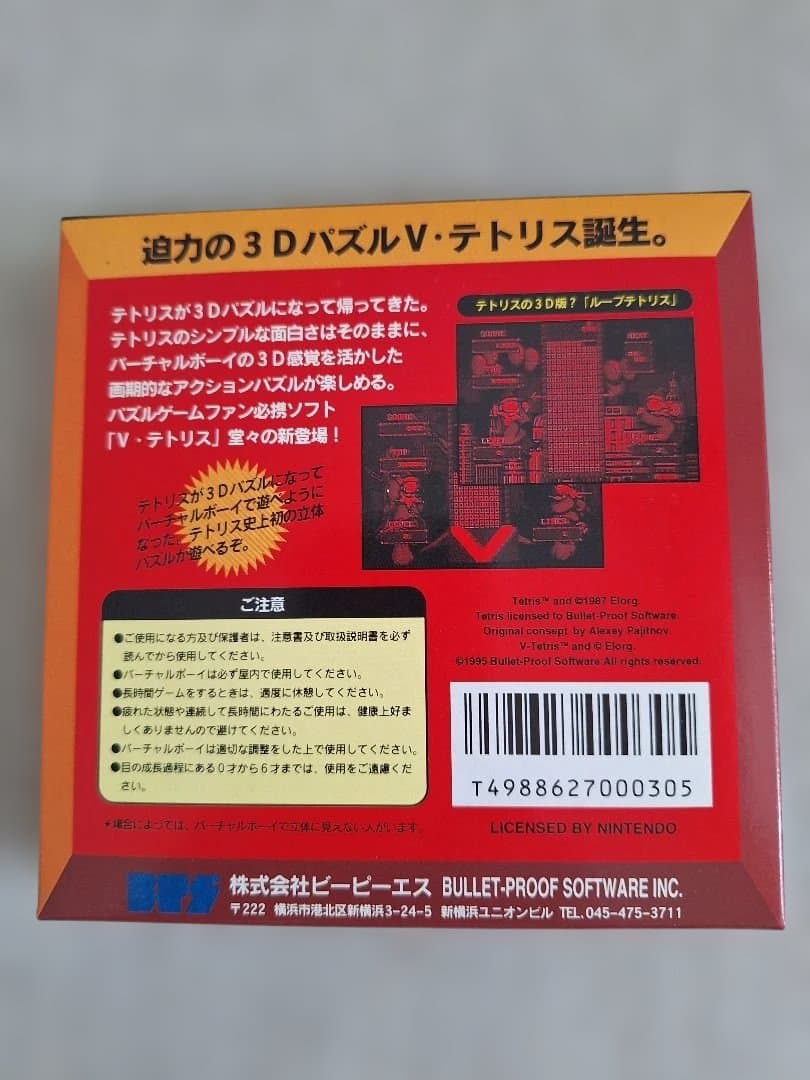 迫力の3DパズルV・テトリス誕生。
テトリスが3Dパズルになって帰ってきた。
テトリスのシンプルな面白さはそのままに、
バーチャルボーイの3D感覚を活かした
画期的なアクションパズルが楽しめる。
パズルゲームファン必携ソフト
「V・テトリス」堂々の新登場!
テトリスの3D版?「ループテトリス」
SCORE
NEXT
LEVEL
SCORE
LEVEL
LINES
テトリスが3Dパズルになって
バーチャルボーイで遊べように
なった。テトリス史上初の立体
パズルが遊べるぞ。
ご注意
●ご使用になる方及び保護者は、注意書及び取扱説明書を必ず
読んでから使用してください。
●バーチャルボーイは必ず屋内で使用してください。
●長時間ゲームをするときは、適度に休憩してください。
●疲れた状態や連続して長時間にわたるご使用は、健康上好ま
しくありませんので避けてください。
●バーチャルボーイは適切な調整をした上で使用してください。
●目の成長過程にある0才から6才までは、使用をご遠慮くだ
さい。
*場合によっては、バーチャルボーイで立体に見えない人がいます。
Tetris™ and ©1987 Elorg.
Tetris licensed to Bullet-Proof Software.
Original consept by Alexey Pajitnov.
V-Tetris™ and © Elorg.
©1995 Bullet-Proof Software All rights reserved.
T4988627000305
LICENSED BY NINTENDO
BPS 株式会社ビーピーエス BULLET-PROOF SOFTWARE INC.
〒222 横浜市港北区新横浜3-24-5 新横浜ユニオンビル TEL.045-475-3711